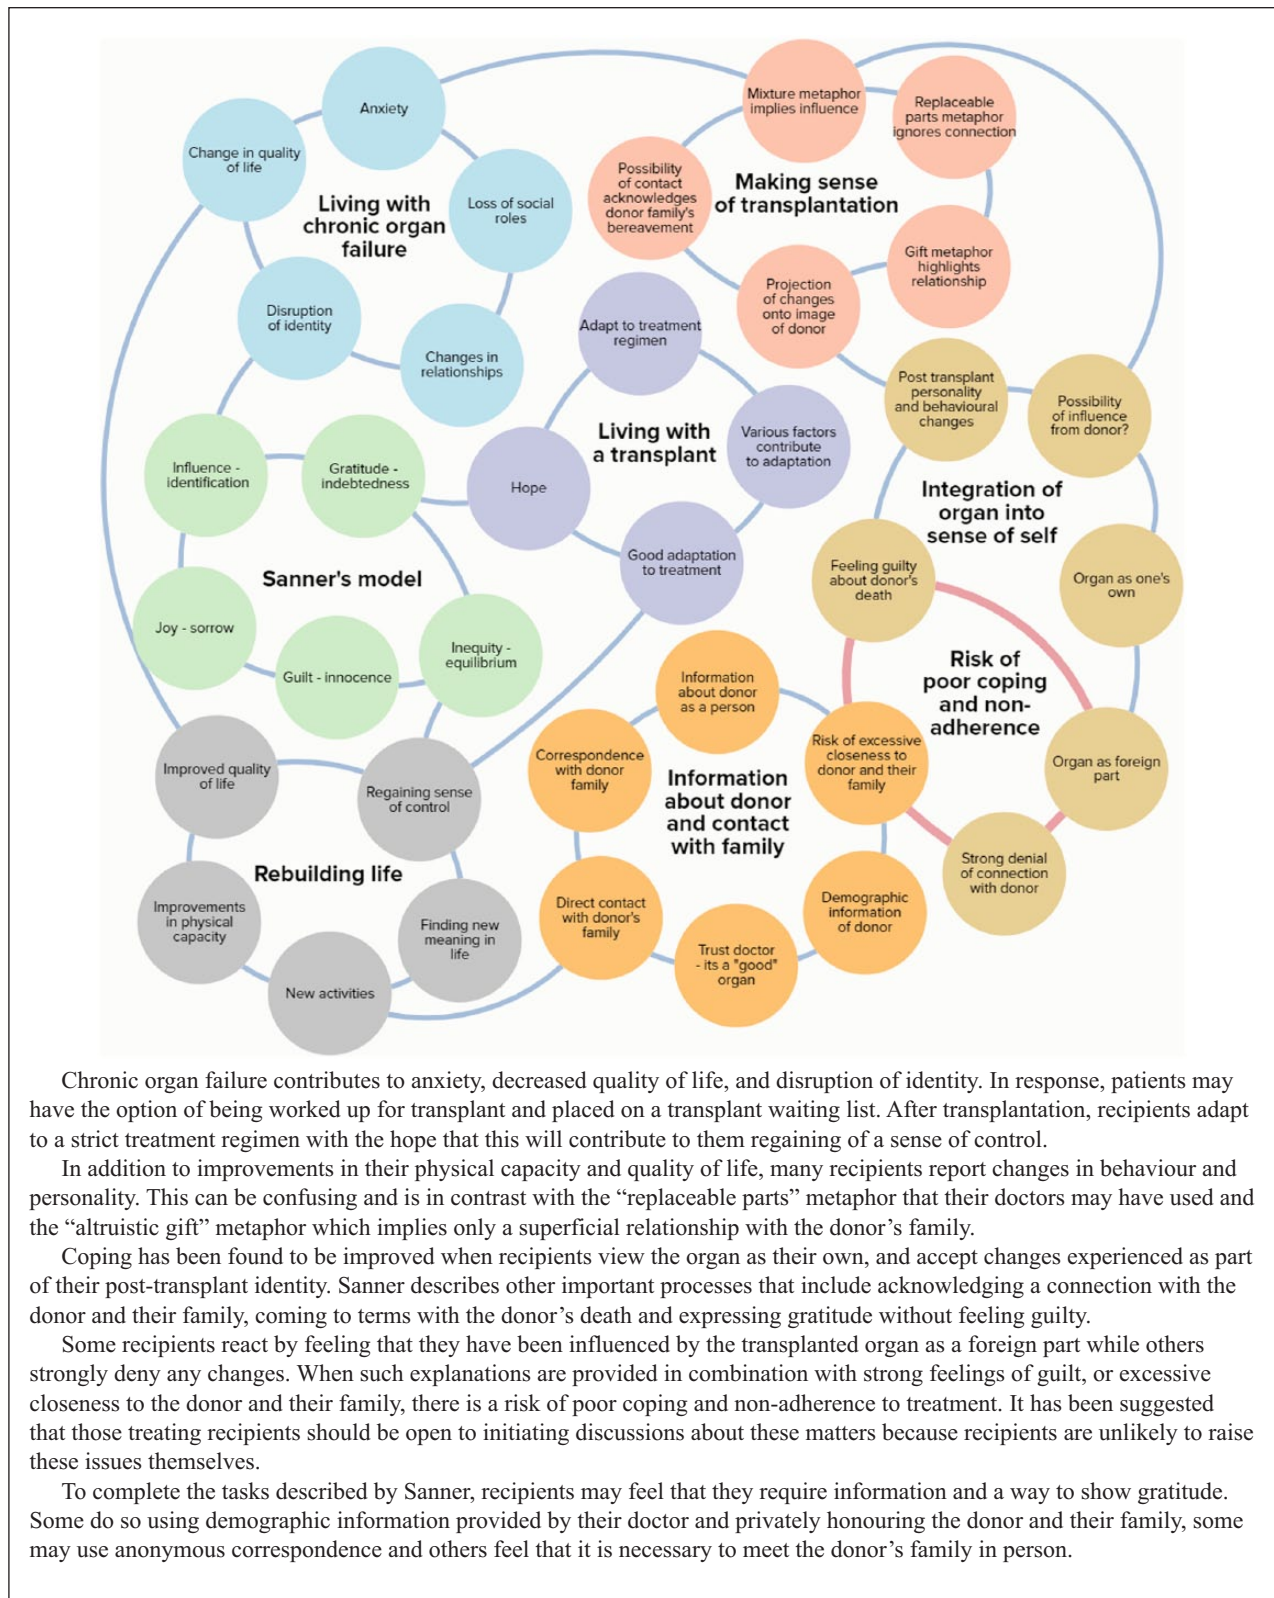 Anxiety
Change in quality
of life
Living with
chronic organ
failure
Loss of social
roles
Disruption
of identity
Changes in
relationships
Mixture metaphor
implies influence
Replaceable
parts metaphor
ignores connection
Possibility
of contact
acknowledges
donor family's
bereavement
Making sense
of transplantation
Gift metaphor
highlights
relationship
Projection
of changes
onto image
of donor
Adapt to treatment
regimen
Living with
a transplant
Various factors
contribute
to adaptation
Hope
Good adaptation
to treatment
Post transplant
personality
and behavioural
changes
Possibility
of influence
from donor?
Integration of
organ into
sense of self
Feeling guilty
about donor's
death
Organ as one's
own
Risk of
poor coping
and non-
adherence
Organ as foreign
part
Strong denial
of connection
with donor
Influence -
identification
Gratitude -
indebtedness
Sanner's model
Joy - sorrow
Guilt - innocence
Inequity -
equilibrium
Improved quality
of life
Regaining sense
of control
Rebuilding life
Improvements
in physical
capacity
Finding new
meaning in
life
New activities
Information
about donor
as a person
Correspondence
with donor
family
Information
about donor
and contact
with family
Risk of excessive
closeness to
donor and their
family
Direct contact
with donor's
family
Trust doctor
- its a "good"
organ
Demographic
information
of donor
Chronic organ failure contributes to anxiety, decreased quality of life, and disruption of identity. In response, patients may
have the option of being worked up for transplant and placed on a transplant waiting list. After transplantation, recipients adapt
to a strict treatment regimen with the hope that this will contribute to them regaining of a sense of control.
In addition to improvements in their physical capacity and quality of life, many recipients report changes in behaviour and
personality. This can be confusing and is in contrast with the “replaceable parts” metaphor that their doctors may have used and
the “altruistic gift” metaphor which implies only a superficial relationship with the donor’s family.
Coping has been found to be improved when recipients view the organ as their own, and accept changes experienced as part
of their post-transplant identity. Sanner describes other important processes that include acknowledging a connection with the
donor and their family, coming to terms with the donor’s death and expressing gratitude without feeling guilty.
Some recipients react by feeling that they have been influenced by the transplanted organ as a foreign part while others
strongly deny any changes. When such explanations are provided in combination with strong feelings of guilt, or excessive
closeness to the donor and their family, there is a risk of poor coping and non-adherence to treatment. It has been suggested
that those treating recipients should be open to initiating discussions about these matters because recipients are unlikely to raise
these issues themselves.
To complete the tasks described by Sanner, recipients may feel that they require information and a way to show gratitude.
Some do so using demographic information provided by their doctor and privately honouring the donor and their family, some
may use anonymous correspondence and others feel that it is necessary to meet the donor’s family in person.